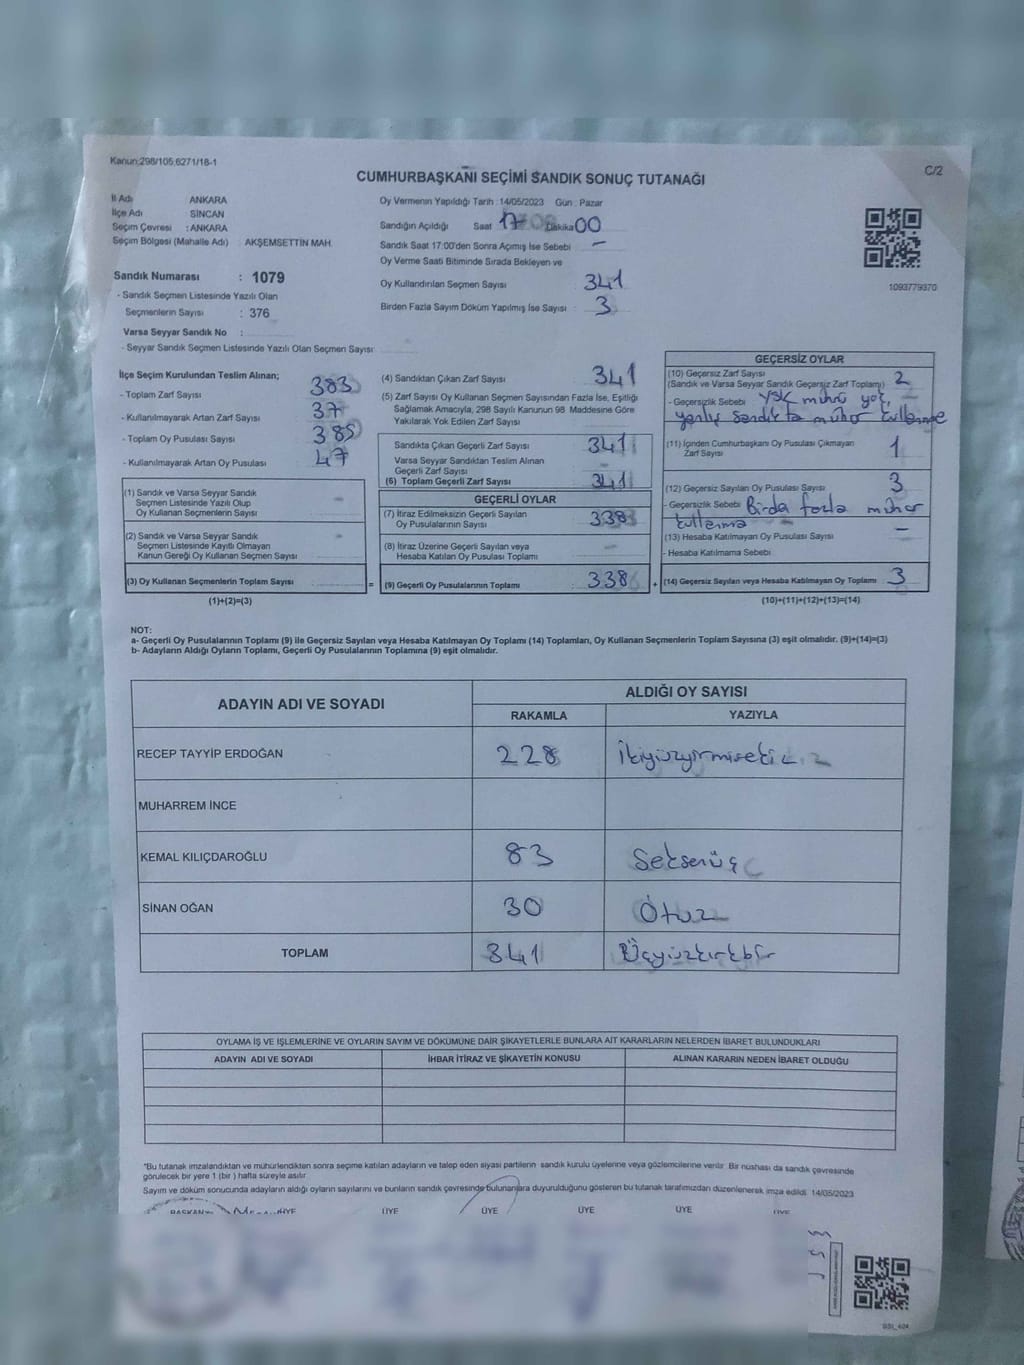 Kanun:298/105,6271/18-1
C/2
CUMHURBAŞKANI SEÇİMİ SANDIK SONUÇ TUTANAĞI
İl Adı ANKARA
İlçe Adı SİNCAN
Seçim Çevresi : ANKARA
Seçim Bölgesi (Mahalle Adı) : AKŞEMSETTİN MAH.
Sandık Numarası : 1079
- Sandık Seçmen Listesinde Yazılı Olan
Seçmenlerin Sayısı : 376
Varsa Seyyar Sandık No :
- Seyyar Sandık Seçmen Listesinde Yazılı Olan Seçmen Sayısı:
Oy Vermenin Yapıldığı Tarih : 14/05/2023 Gün : Pazar
Sandığın Açıldığı Saat 17 Dakika 00
Sandık Saat 17:00'den Sonra Açımış İse Sebebi -
Oy Verme Saati Bitiminde Sırada Bekleyen ve
Oy Kullandırılan Seçmen Sayısı 341
Birden Fazla Sayım Döküm Yapılmış İse Sayısı : 3
1093779370
İlçe Seçim Kurulundan Teslim Alınan;
- Toplam Zarf Sayısı 383
- Kullanılmayarak Artan Zarf Sayısı 37
- Toplam Oy Pusulası Sayısı 385
- Kullanılmayarak Artan Oy Pusulası 47
(1) Sandık ve Varsa Seyyar Sandık
Seçmen Listesinde Yazılı Olup
Oy Kullanan Seçmenlerin Sayısı -
(2) Sandık ve Varsa Seyyar Sandık
Seçmen Listesinde Kayıtlı Olmayan
Kanun Gereği Oy Kullanan Seçmen Sayısı -
(3) Oy Kullanan Seçmenlerin Toplam Sayısı
(1)+(2)=(3)
=
(4) Sandıktan Çıkan Zarf Sayısı 341
(5) Zarf Sayısı Oy Kullanan Seçmen Sayısından Fazla İse, Eşitliği
Sağlamak Amacıyla, 298 Sayılı Kanunun 98 Maddesine Göre
Yakılarak Yok Edilen Zarf Sayısı
Sandıkta Çıkan Geçerli Zarf Sayısı 341
Varsa Seyyar Sandıktan Teslim Alınan
Geçerli Zarf Sayısı -
(6) Toplam Geçerli Zarf Sayısı 341
GEÇERLİ OYLAR
(7) İtiraz Edilmeksizin Geçerli Sayılan
Oy Pusulalarının Sayısı : 338
(8) İtiraz Üzerine Geçerli Sayılan veya
Hesaba Katılan Oy Pusulası Toplamı -
(9) Geçerli Oy Pusulalarının Toplamı : 338
+
GEÇERSİZ OYLAR
(10) Geçersiz Zarf Sayısı
(Sandık ve Varsa Seyyar Sandık Geçersiz Zarf Toplamı) 2
- Geçersizlik Sebebi YSK mührü yok,
yanlış sandıkta mühür kullanma
(11) İçinden Cumhurbaşkanı Oy Pusulası Çıkmayan
Zarf Sayısı 1
(12) Geçersiz Sayılan Oy Pusulası Sayısı 3
- Geçersizlik Sebebi Birde fazla mühür
kullanma
(13) Hesaba Katılmayan Oy Pusulası Sayısı -
- Hesaba Katılmama Sebebi
(14) Geçersiz Sayılan veya Hesaba Katılmayan Oy Toplamı 3
(10)+(11)+(12)+(13)=(14)
NOT:
a- Geçerli Oy Pusulalarının Toplamı (9) ile Geçersiz Sayılan veya Hesaba Katılmayan Oy Toplamı (14) Toplamları, Oy Kullanan Seçmenlerin Toplam Sayısına (3) eşit olmalıdır. (9)+(14)=(3)
b- Adayların Aldığı Oyların Toplamı, Geçerli Oy Pusulalarının Toplamına (9) eşit olmalıdır.
ADAYIN ADI VE SOYADI ALDIĞI OY SAYISI
RAKAMLA YAZIYLA
RECEP TAYYİP ERDOĞAN 228 İkiyüzyirmisekiz
MUHARREM İNCE
KEMAL KILIÇDAROĞLU 83 Seksenüç
SİNAN OĞAN 30 Otuz
TOPLAM 341 Üçyüzkırkbir
OYLAMA İŞ VE İŞLEMLERİNE VE OYLARIN SAYIM VE DÖKÜMÜNE DAİR ŞİKAYETLERLE BUNLARA AİT KARARLARIN NELERDEN İBARET BULUNDUKLARI
ADAYIN ADI VE SOYADI İHBAR İTİRAZ VE ŞİKAYETİN KONUSU ALINAN KARARIN NEDEN İBARET OLDUĞU
*Bu tutanak imzalandıktan ve mühürlendikten sonra seçime katılan adayların ve talep eden siyasi partilerin sandık kurulu üyelerine veya gözlemcilerine verilir. Bir nüshası da sandık çevresinde
görülecek bir yere 1 (bir) hafta süreyle asılır.
Sayım ve döküm sonucunda adayların aldığı oyların sayılarını ve bunların sandık çevresinde bulunanlara duyurulduğunu gösteren bu tutanak tarafımızdan düzenlenerek imza edildi. 14/05/2023
BAŞKAN ÜYE ÜYE ÜYE ÜYE ÜYE ÜYE